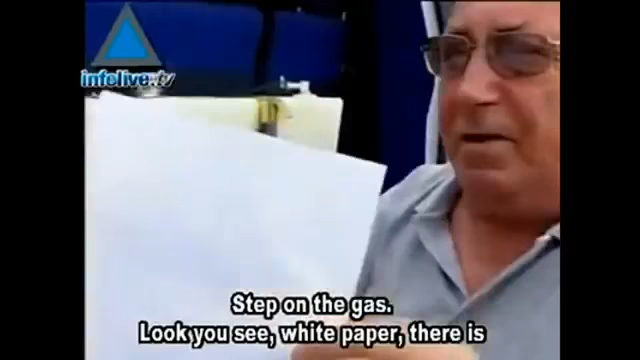 infolive.tv
Step on the gas.
Look you see, white paper, there is